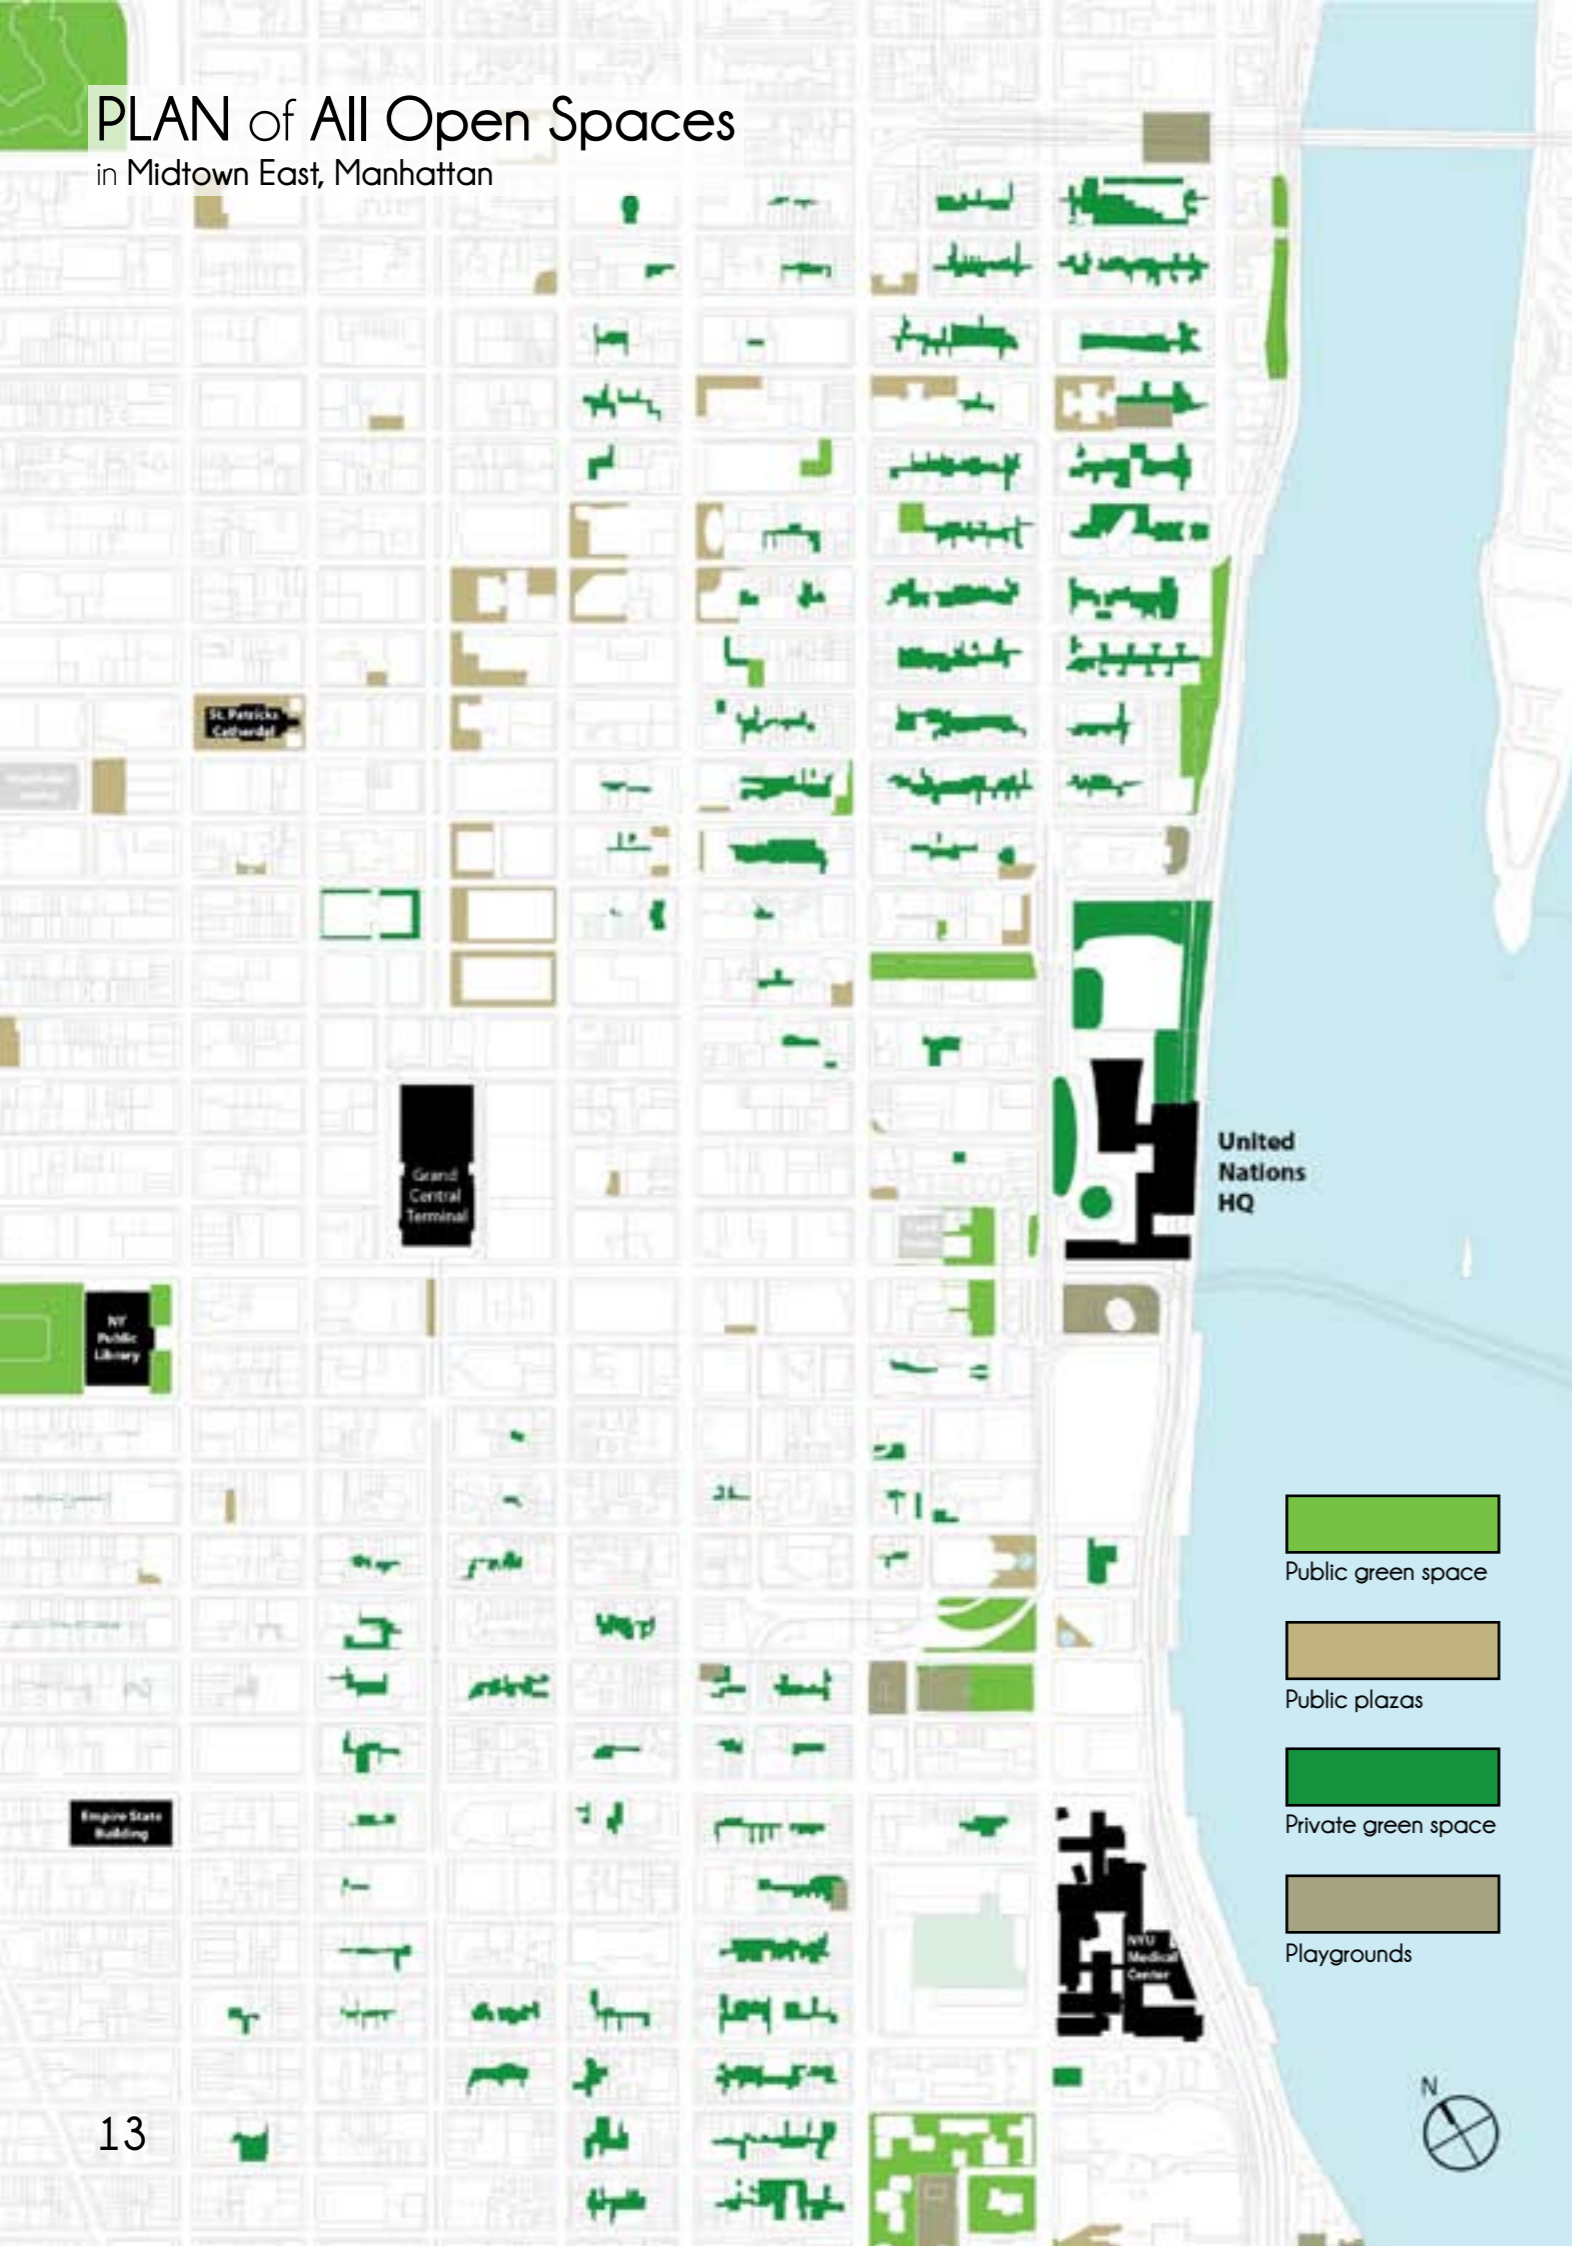 PLAN of All Open Spaces
in Midtown East, Manhattan
St. Patricks
Catherdal
Grand
Central
Terminal
United
Nations
HQ
NY
Public
Library
Public green space
Public plazas
Empire State
Building
Private green space
Playgrounds
NYU
Medical
Center
N
13